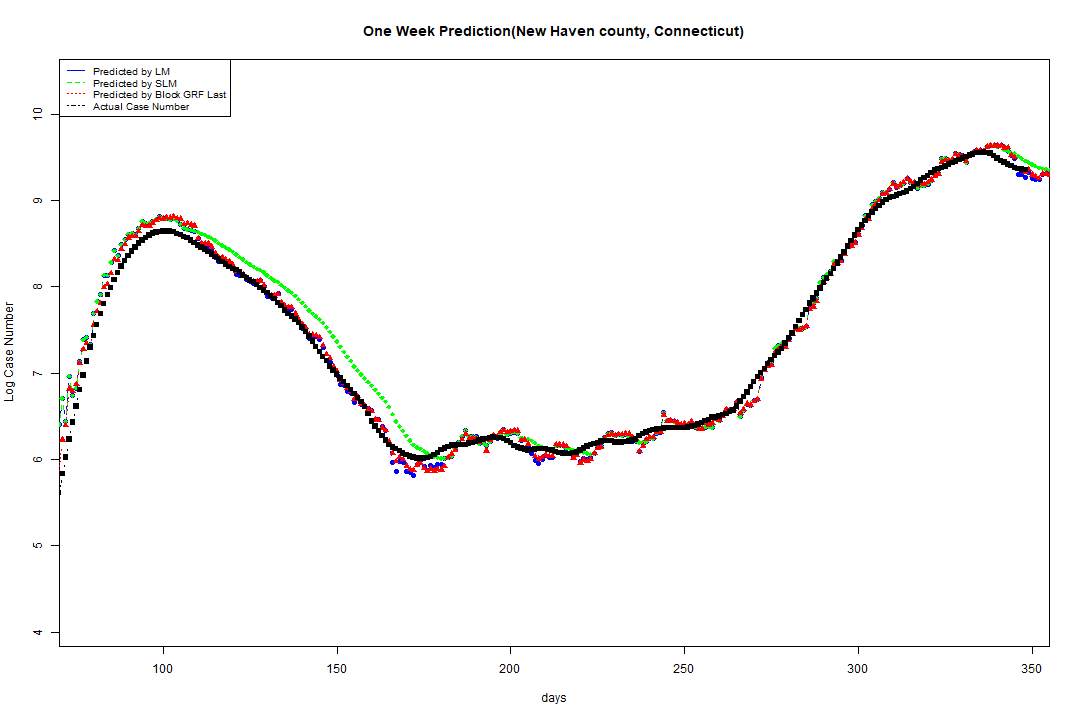 One Week Prediction(New Haven county, Connecticut)
Predicted by LM
Predicted by SLM
Predicted by Block GRF Last
Actual Case Number
10
9
8
7
6
5
4
Log Case Number
100 150 200 250 300 350
days